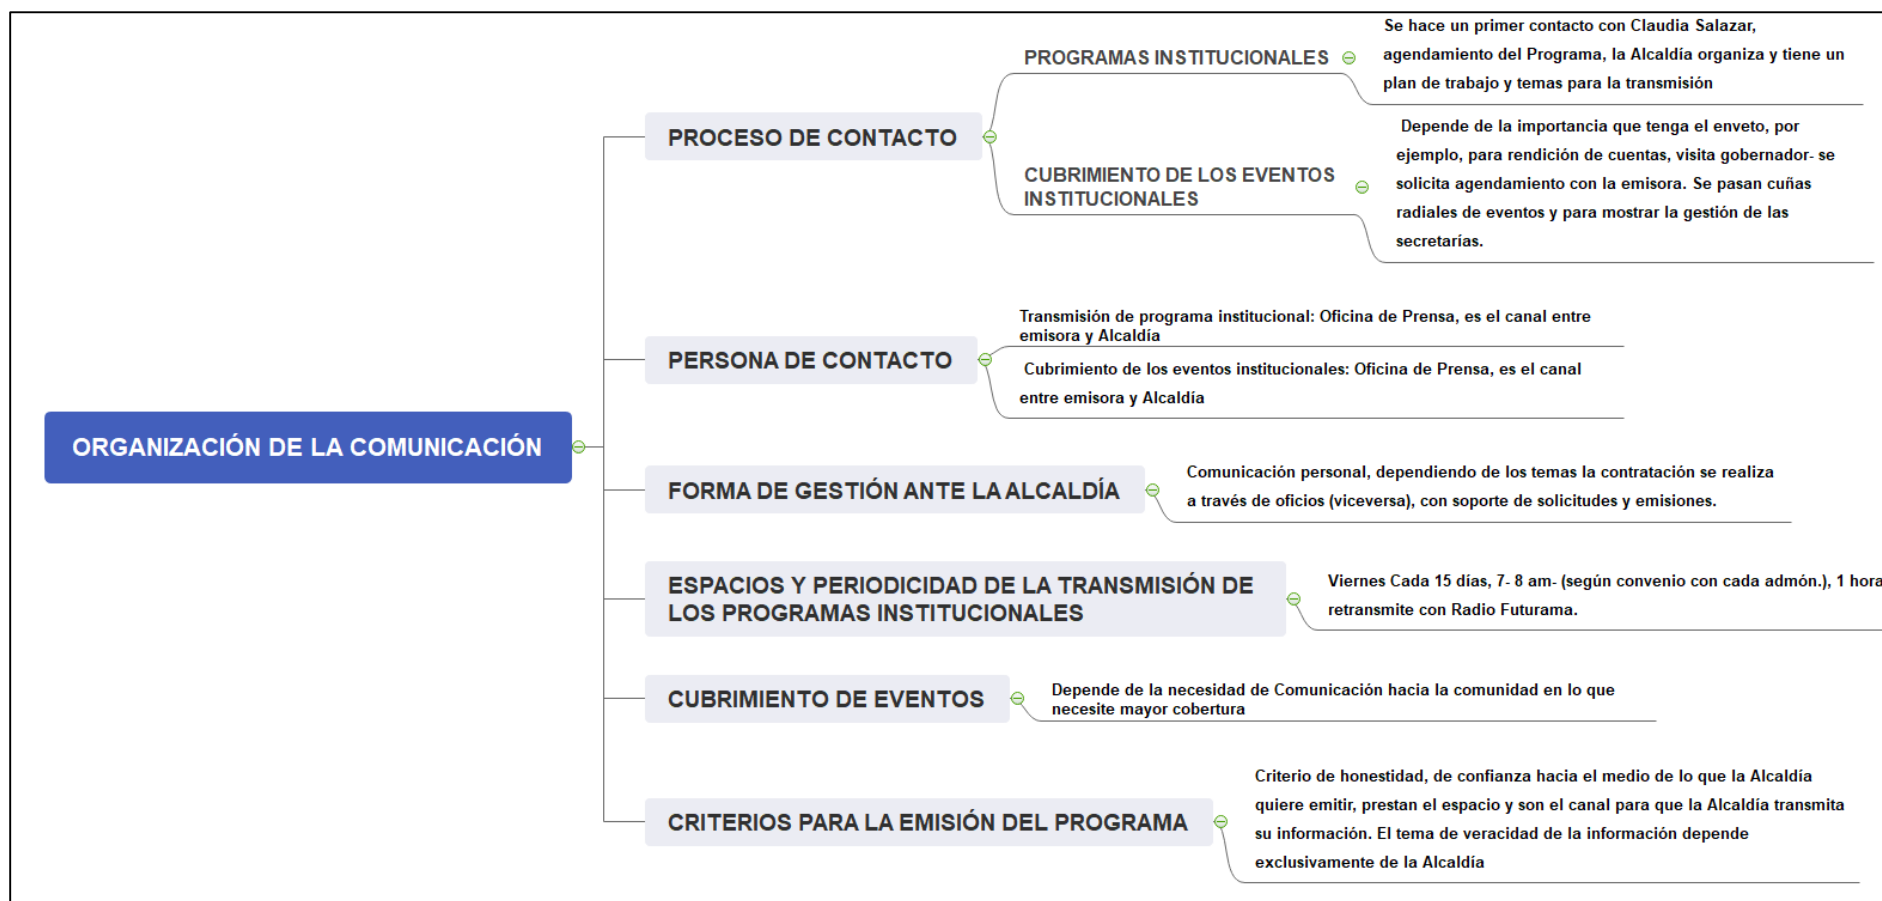 ORGANIZACIÓN DE LA COMUNICACIÓN
PROCESO DE CONTACTO
PROGRAMAS INSTITUCIONALES
Se hace un primer contacto con Claudia Salazar,
agendamiento del Programa, la Alcaldía organiza y tiene un
plan de trabajo y temas para la transmisión
CUBRIMIENTO DE LOS EVENTOS
INSTITUCIONALES
Depende de la importancia que tenga el enveto, por
ejemplo, para rendición de cuentas, visita gobernador- se
solicita agendamiento con la emisora. Se pasan cuñas
radiales de eventos y para mostrar la gestión de las
secretarías.
PERSONA DE CONTACTO
Transmisión de programa institucional: Oficina de Prensa, es el canal entre
emisora y Alcaldía
Cubrimiento de los eventos institucionales: Oficina de Prensa, es el canal
entre emisora y Alcaldía
FORMA DE GESTIÓN ANTE LA ALCALDÍA
Comunicación personal, dependiendo de los temas la contratación se realiza
a través de oficios (viceversa), con soporte de solicitudes y emisiones.
ESPACIOS Y PERIODICIDAD DE LA TRANSMISIÓN DE
LOS PROGRAMAS INSTITUCIONALES
Viernes Cada 15 días, 7- 8 am- (según convenio con cada admón.), 1 hora
retransmite con Radio Futurama.
CUBRIMIENTO DE EVENTOS
Depende de la necesidad de Comunicación hacia la comunidad en lo que
necesite mayor cobertura
CRITERIOS PARA LA EMISIÓN DEL PROGRAMA
Criterio de honestidad, de confianza hacia el medio de lo que la Alcaldía
quiere emitir, prestan el espacio y son el canal para que la Alcaldía transmita
su información. El tema de veracidad de la información depende
exclusivamente de la Alcaldía